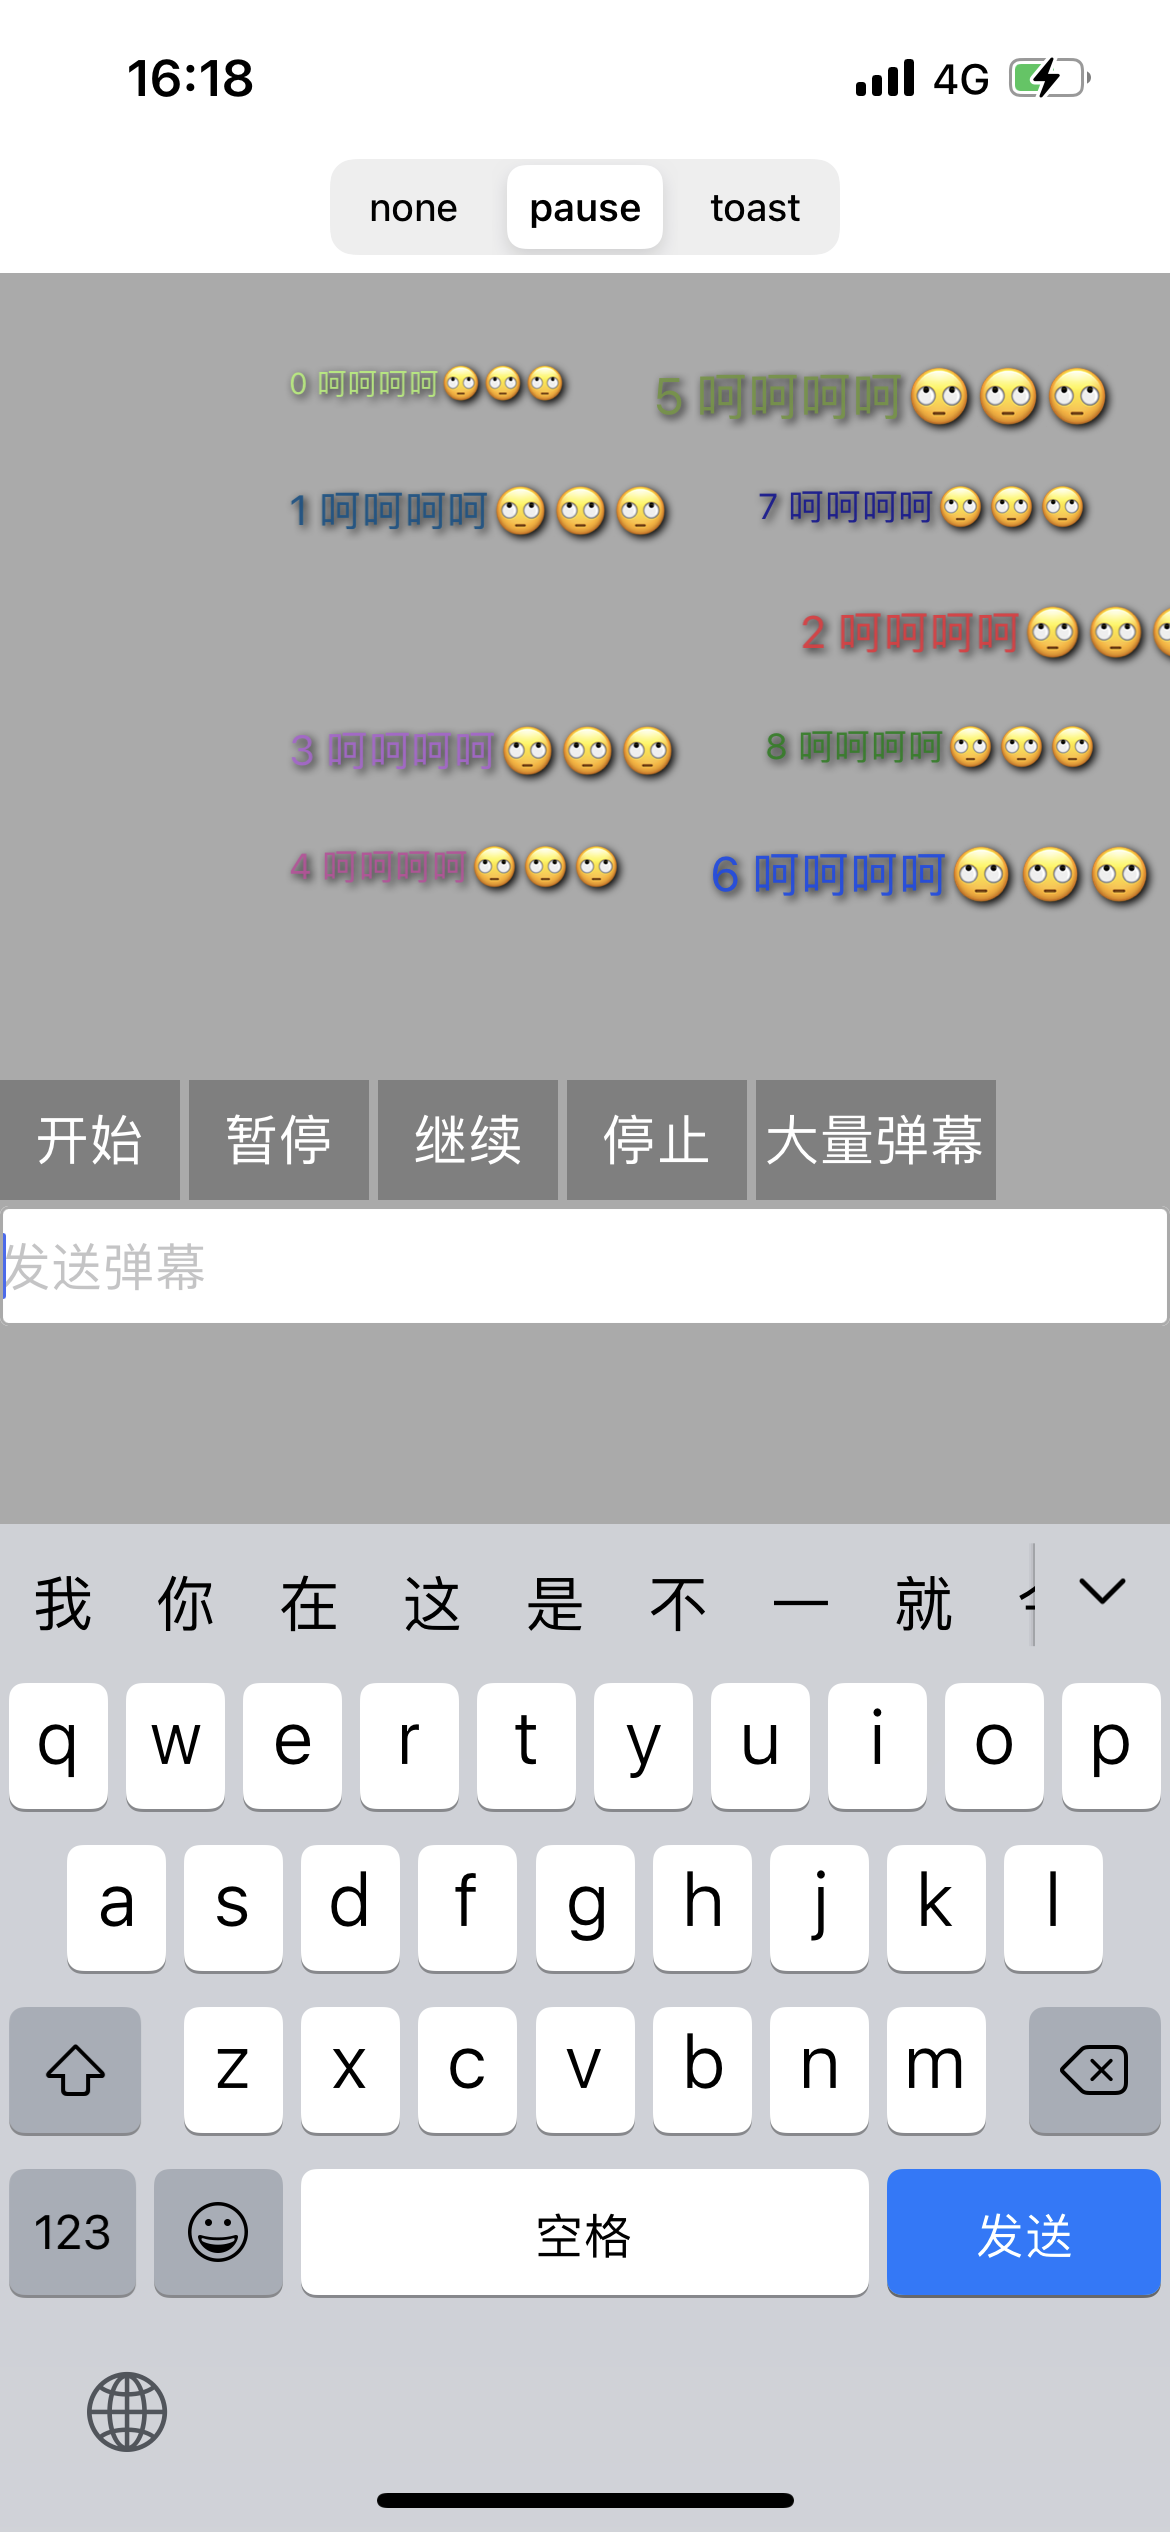 16:18 4G
none pause toast
0 呵呵呵呵🙄🙄🙄 5 呵呵呵呵🙄🙄🙄
1 呵呵呵呵🙄🙄🙄 7 呵呵呵呵🙄🙄🙄
2 呵呵呵呵🙄🙄🙄
3 呵呵呵呵🙄🙄🙄 8 呵呵呵呵🙄🙄🙄
4 呵呵呵呵🙄🙄🙄 6 呵呵呵呵🙄🙄🙄
开始 暂停 继续 停止 大量弹幕
发送弹幕
我 你 在 这 是 不 一 就
q w e r t y u i o p
a s d f g h j k l
z x c v b n m
123 空格 发送